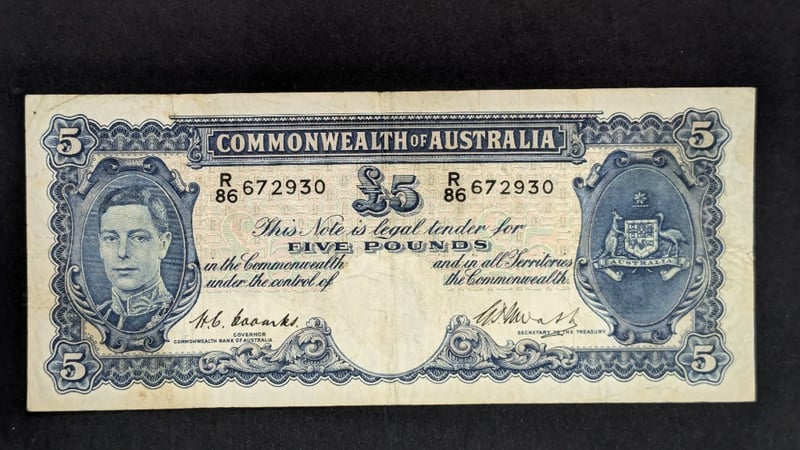 5 5
COMMONWEALTH OF AUSTRALIA
R 86 672930 £5 R 86 672930
This Note is legal tender for
FIVE POUNDS
in the Commonwealth and in all Territories
under the control of the Commonwealth.
AUSTRALIA
GOVERNOR
COMMONWEALTH BANK OF AUSTRALIA
SECRETARY TO THE TREASURY.
5 5